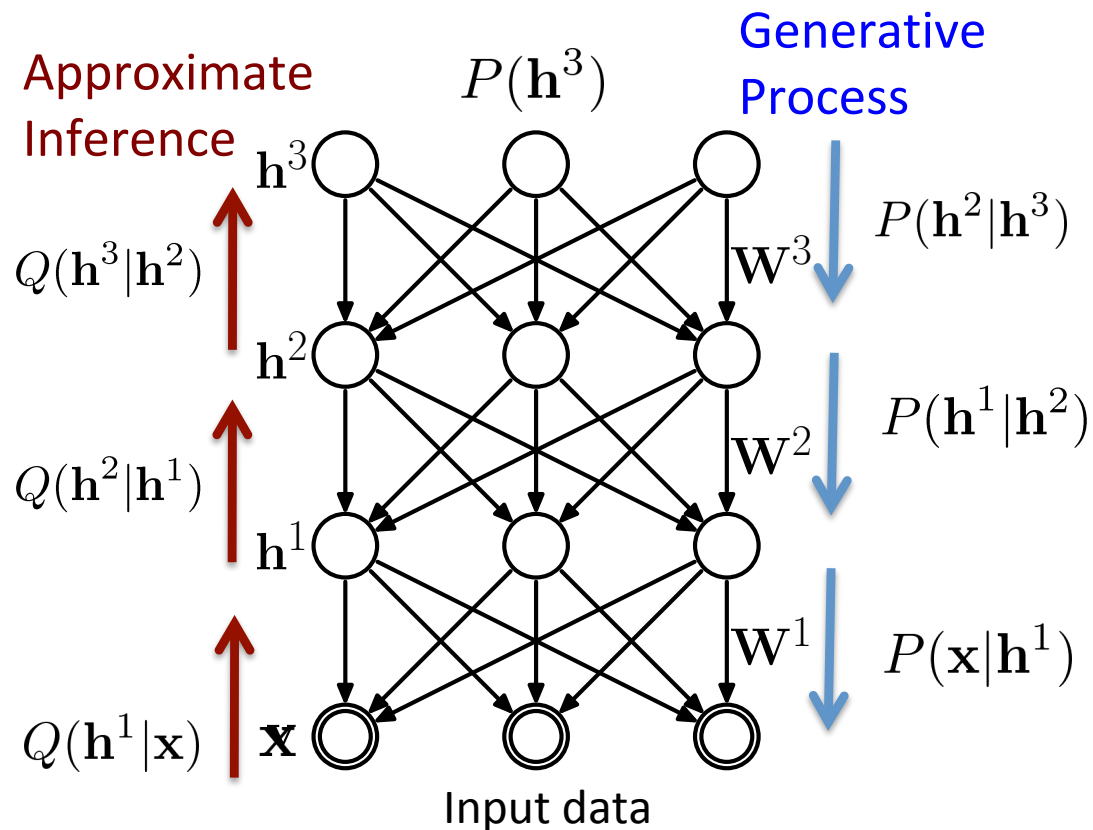 Generative
Process
Approximate
Inference
P(h³)
h³
P(h²|h³)
W³
Q(h³|h²)
h²
P(h¹|h²)
W²
Q(h²|h¹)
h¹
W¹
P(x|h¹)
Q(h¹|x)
x
Input data